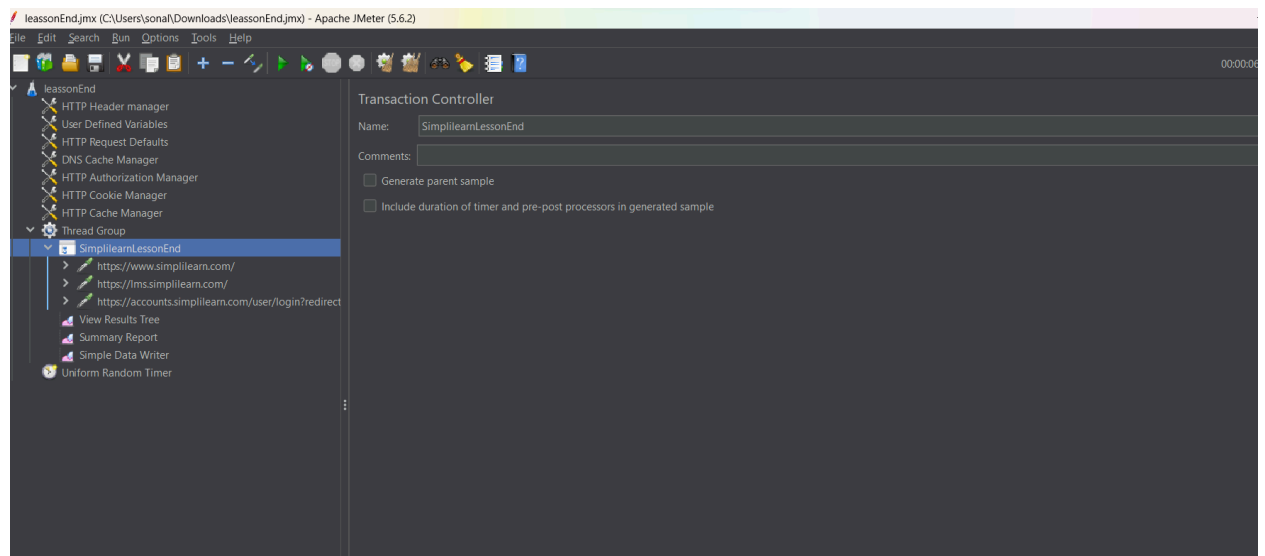 leassonEnd.jmx (C:\Users\sonal\Downloads\leassonEnd.jmx) - Apache JMeter (5.6.2)
File Edit Search Run Options Tools Help
00:00:06
leassonEnd
HTTP Header manager
User Defined Variables
HTTP Request Defaults
DNS Cache Manager
HTTP Authorization Manager
HTTP Cookie Manager
HTTP Cache Manager
Thread Group
SimplilearnLessonEnd
https://www.simplilearn.com/
https://lms.simplilearn.com/
https://accounts.simplilearn.com/user/login?redirect
View Results Tree
Summary Report
Simple Data Writer
Uniform Random Timer
Transaction Controller
Name: SimplilearnLessonEnd
Comments:
Generate parent sample
Include duration of timer and pre-post processors in generated sample